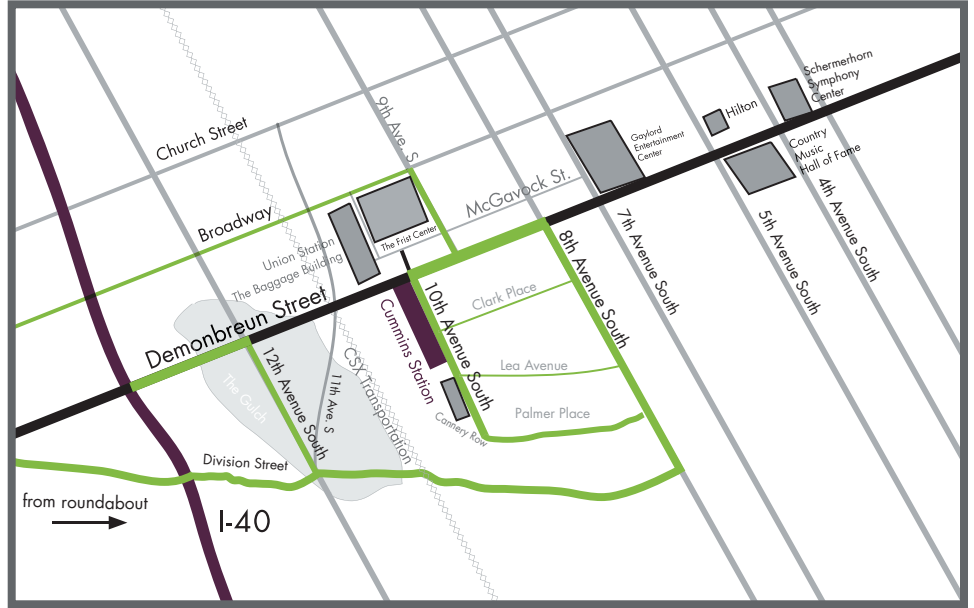 Schermerhorn
Symphony
Center
Hilton
9th Ave. S
Church Street
Gaylord
Entertainment
Center
Country
Music
Hall of Fame
McGavock St.
4th Avenue South
Broadway
The Frist Center
Union Station
The Baggage Building
7th Avenue South
5th Avenue South
8th Avenue South
Demonbreun Street
10th Avenue South
Clark Place
Cummins Station
CSX Transportation
12th Avenue South
11th Ave. S
The Gulch
Lea Avenue
Palmer Place
Cannery Row
Division Street
from roundabout
I-40